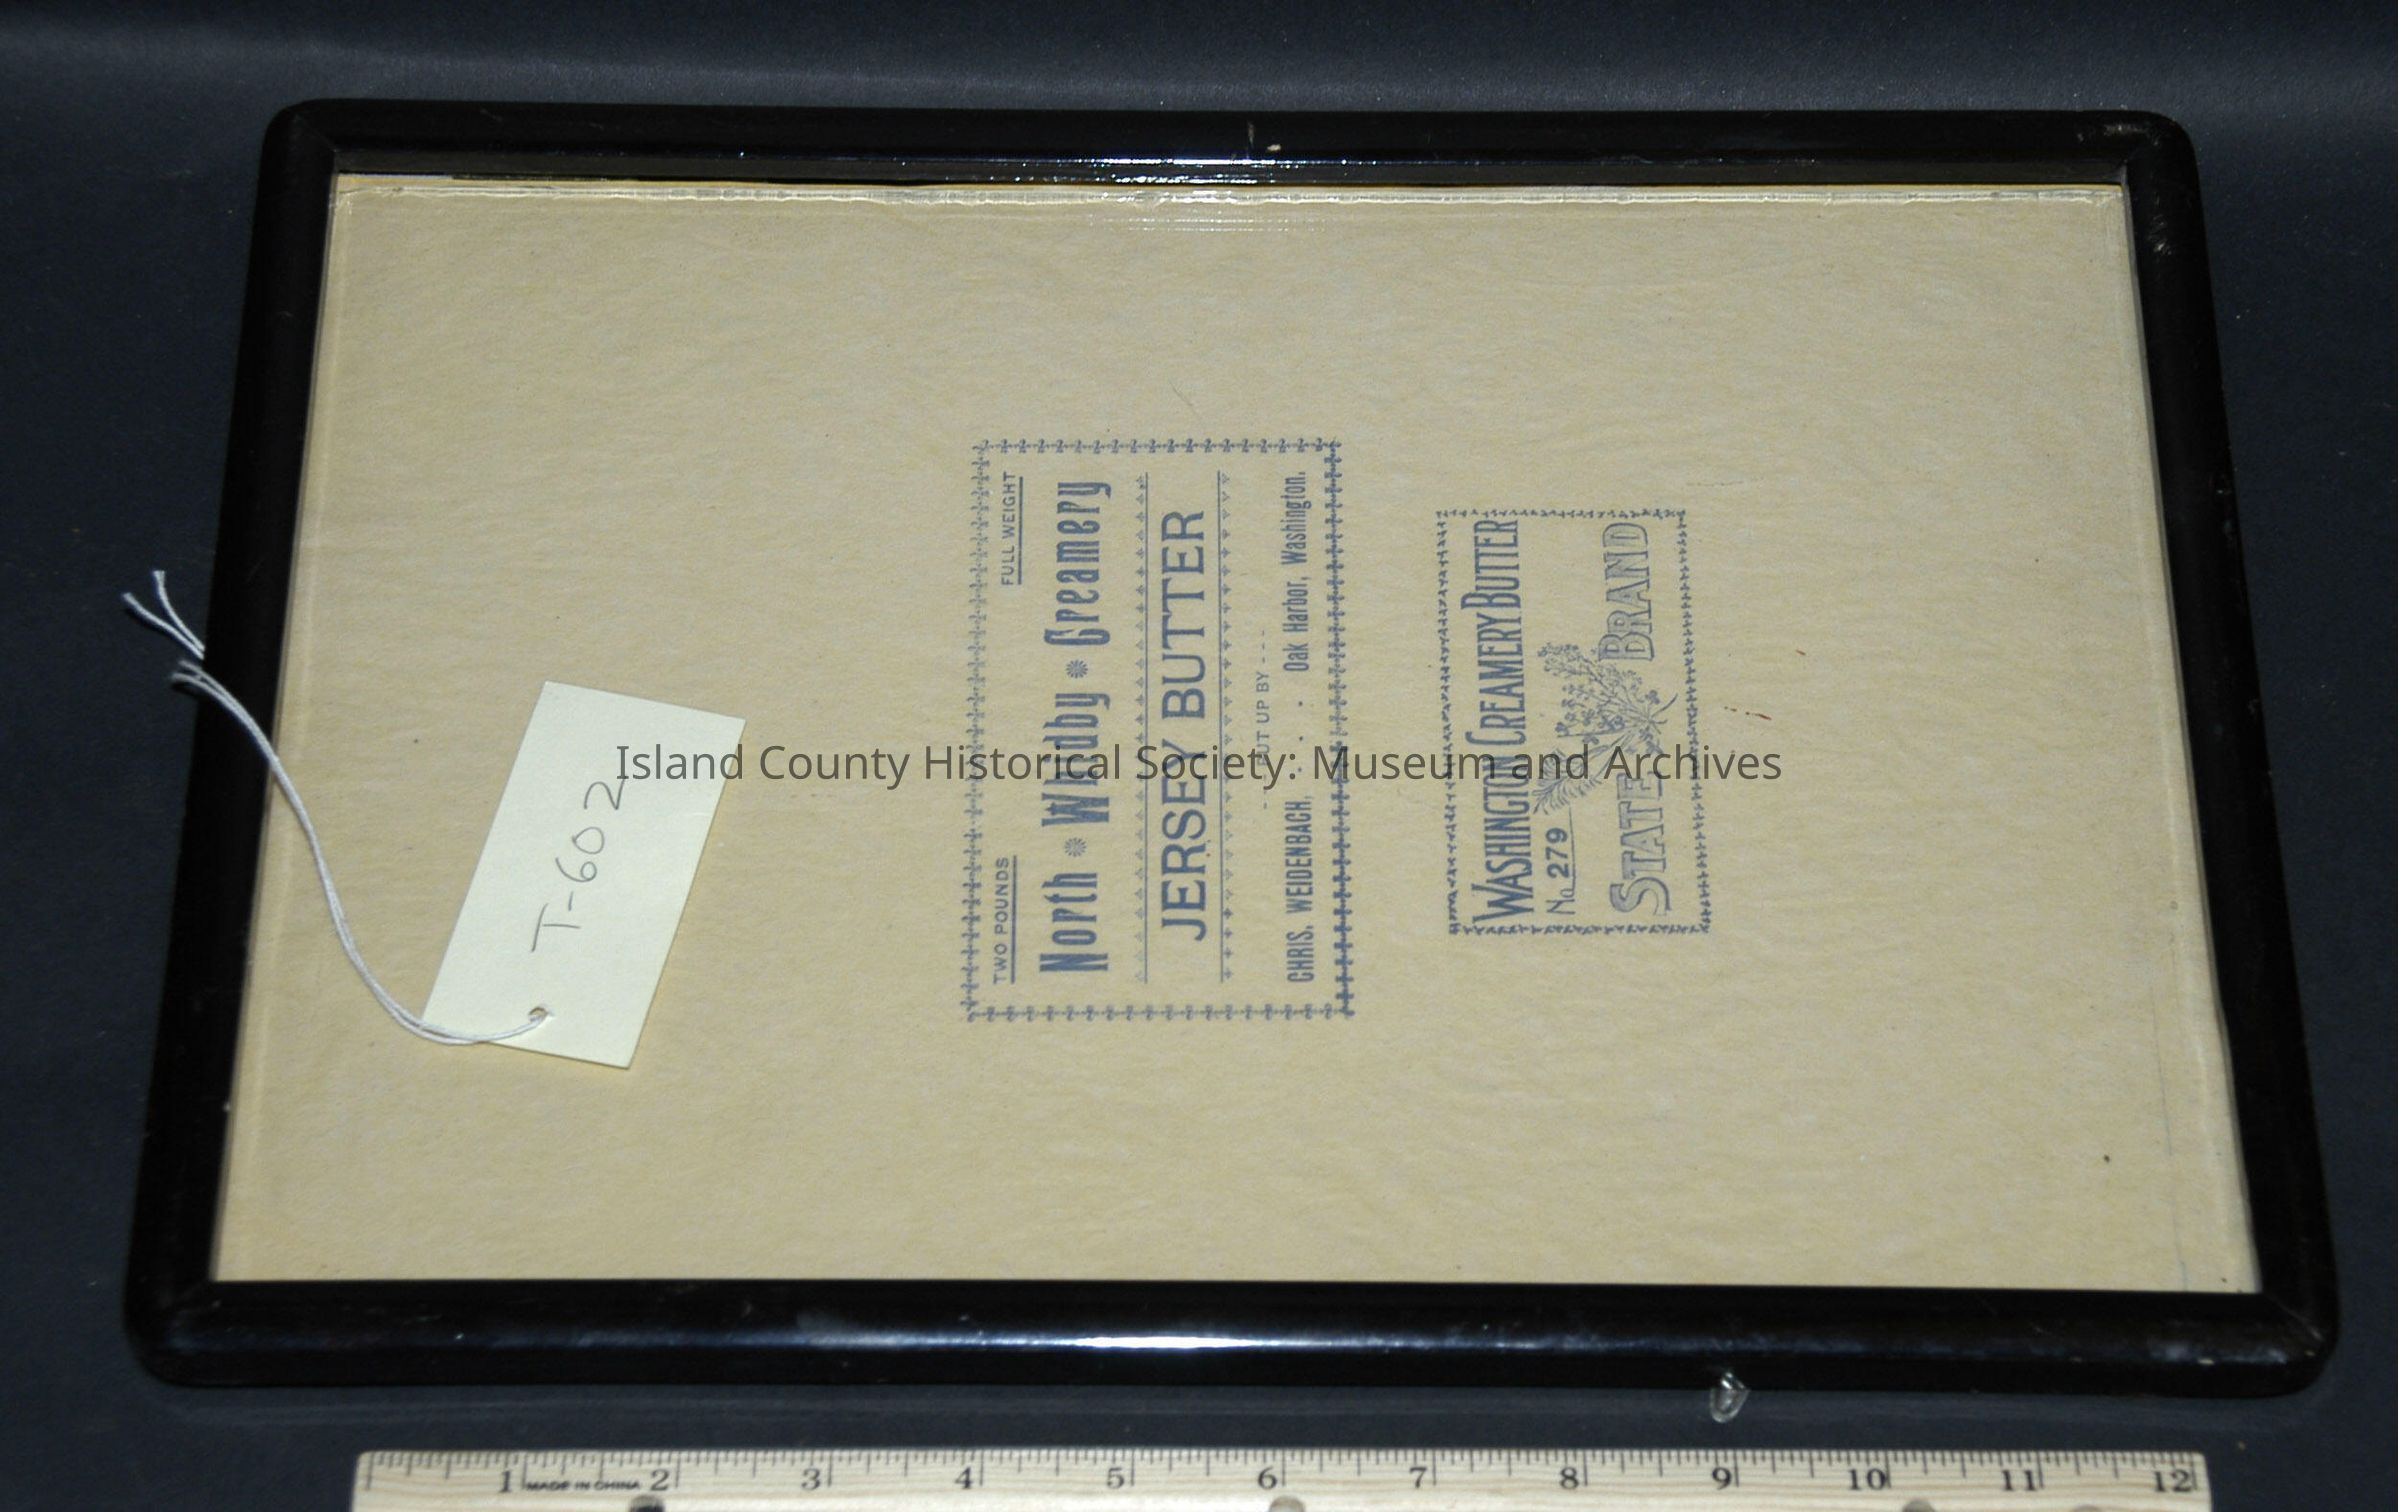 TWO POUNDS FULL WEIGHT
North Whidby Creamery
JERSEY BUTTER
- - - PUT UP BY - - -
CHRIS. WEIDENBACH, - - Oak Harbor, Washington.
WASHINGTON CREAMERY BUTTER
No. 279
STATE BRAND
T-602
Island County Historical Society: Museum and Archives
1 MADE IN CHINA 2 3 4 5 6 7 8 9 10 11 12